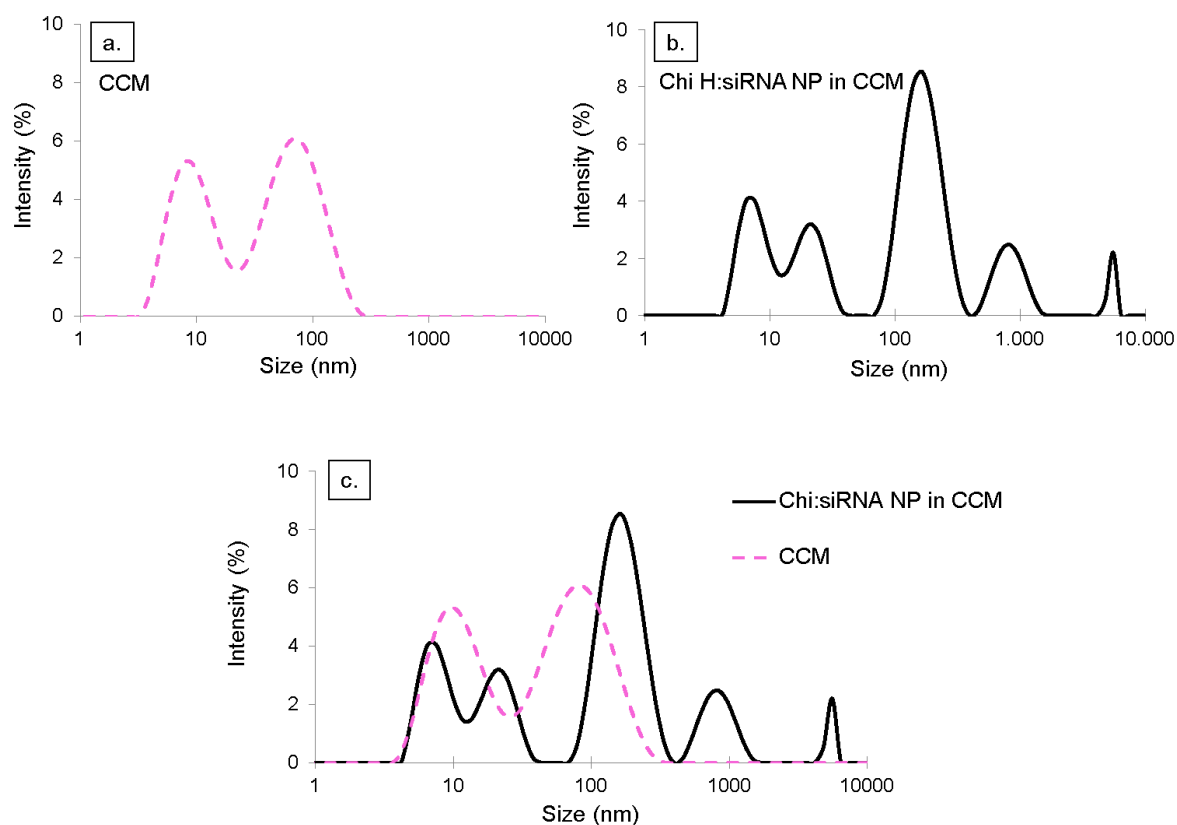 a.
CCM
Intensity (%)
10
8
6
4
2
0
1 10 100 1000 10000
Size (nm)
b.
Chi H:siRNA NP in CCM
Intensity (%)
10
8
6
4
2
0
1 10 100 1.000 10.000
Size (nm)
c.
Chi:siRNA NP in CCM
CCM
Intensity (%)
10
8
6
4
2
0
1 10 100 1000 10000
Size (nm)